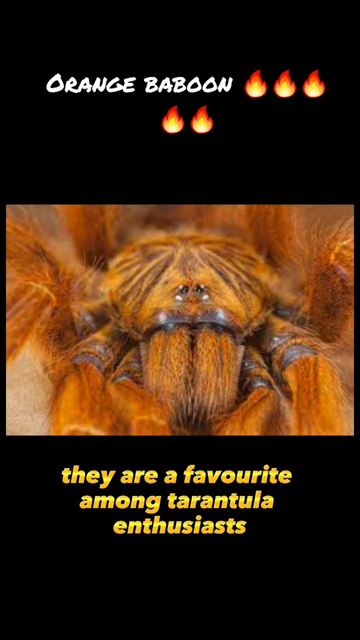 Orange baboon 🔥🔥🔥
🔥🔥
they are a favourite
among tarantula
enthusiasts